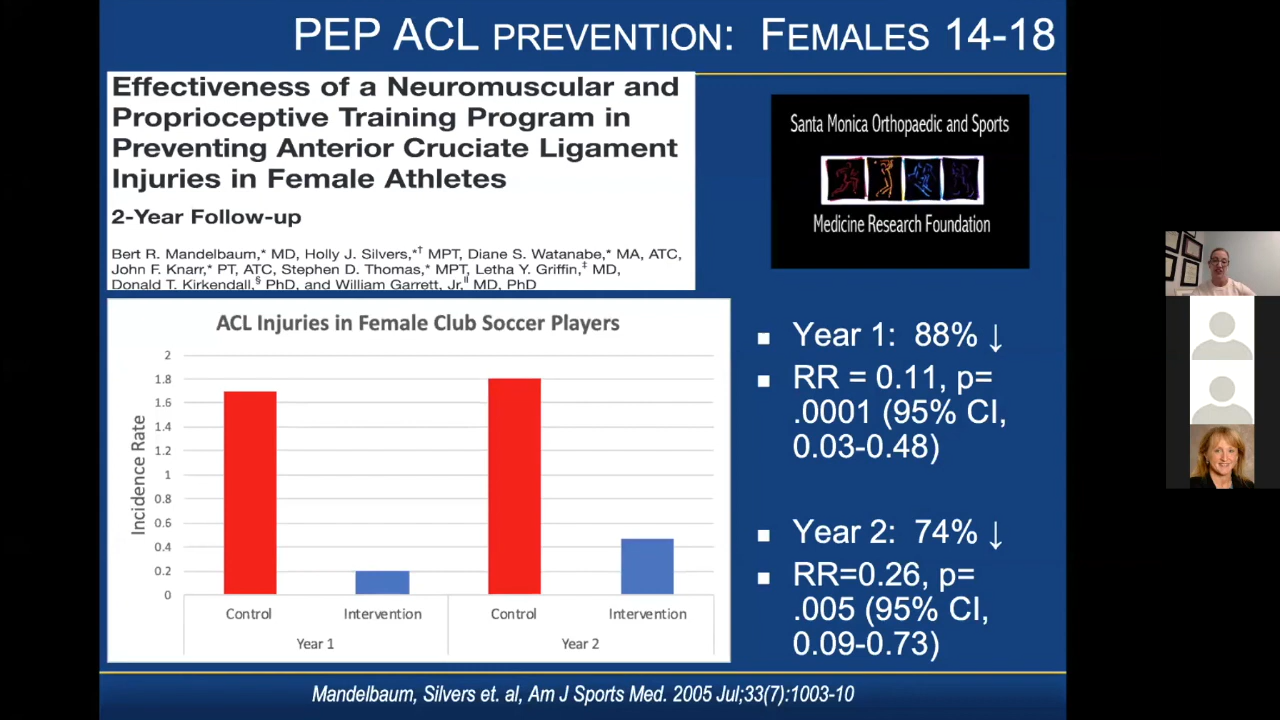 PEP ACL PREVENTION: FEMALES 14-18
Effectiveness of a Neuromuscular and
Proprioceptive Training Program in
Preventing Anterior Cruciate Ligament
Injuries in Female Athletes
2-Year Follow-up
Bert R. Mandelbaum,* MD, Holly J. Silvers,*† MPT, Diane S. Watanabe,* MA, ATC,
John F. Knarr,* PT, ATC, Stephen D. Thomas,* MPT, Letha Y. Griffin,‡ MD,
Donald T. Kirkendall,§ PhD, and William Garrett, Jr,‖ MD, PhD
Santa Monica Orthopaedic and Sports
Medicine Research Foundation
ACL Injuries in Female Club Soccer Players
Incidence Rate
2
1.8
1.6
1.4
1.2
1
0.8
0.6
0.4
0.2
0
Control
Intervention
Control
Intervention
Year 1
Year 2
▪ Year 1: 88% ↓
▪ RR = 0.11, p=
.0001 (95% CI,
0.03-0.48)
▪ Year 2: 74% ↓
▪ RR=0.26, p=
.005 (95% CI,
0.09-0.73)
Mandelbaum, Silvers et. al, Am J Sports Med. 2005 Jul;33(7):1003-10